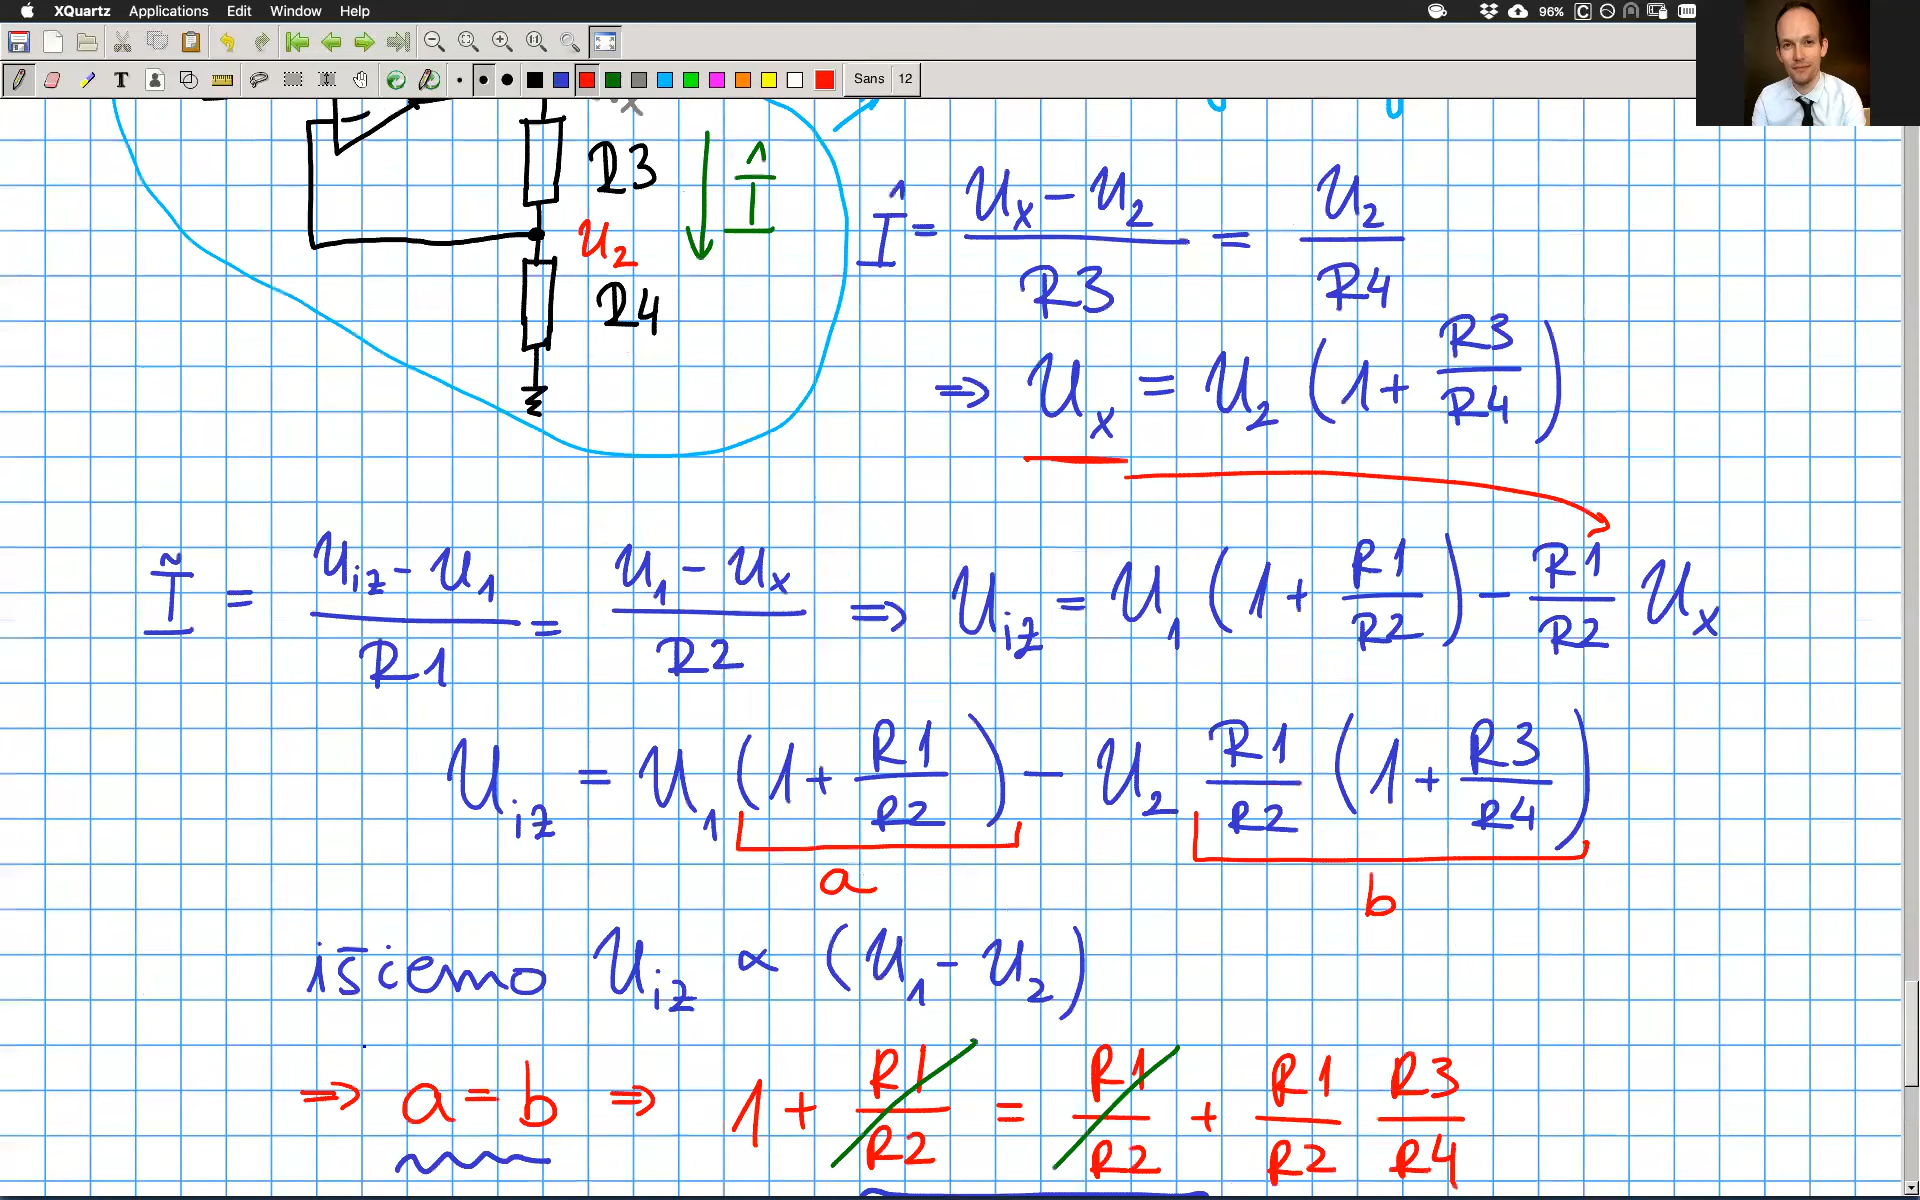 XQuartz Applications Edit Window Help 96%
Sans 12
x
R3 Î
U₂
R4
Î = (Uₓ - U₂)/R3 = U₂/R4
⇒ Uₓ = U₂ (1 + R3/R4)
Ĩ = (Uiz - U₁)/R1 = (U₁ - Uₓ)/R2 ⇒ Uiz = U₁ (1 + R1/R2) - R1/R2 Uₓ
Uiz = U₁ (1 + R1/R2) - U₂ R1/R2 (1 + R3/R4)
a b
iščemo Uiz ∝ (U₁ - U₂)
⇒ a = b ⇒ 1 + R1/R2 = R1/R2 + R1/R2 R3/R4